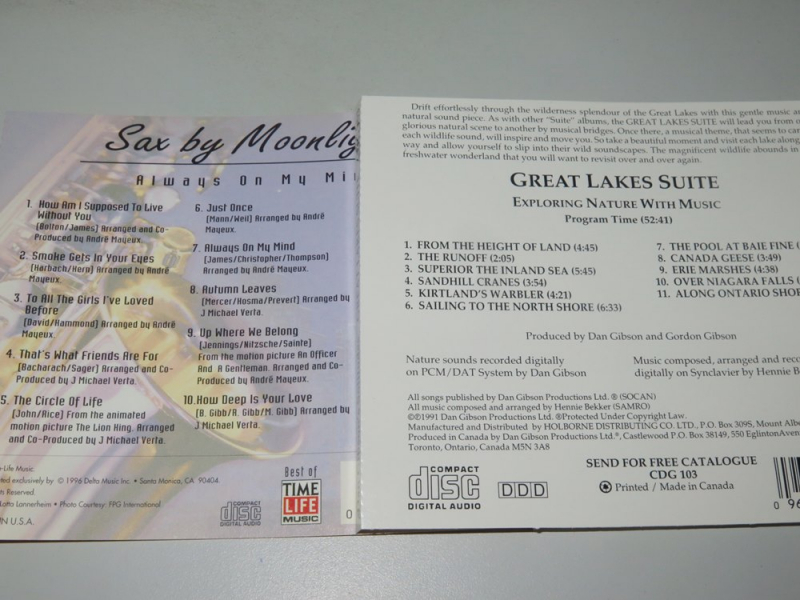 Sax by Moonlig
Always On My Mi
1. How Am I Supposed To Live
Without You
(Bolton/James) Arranged and Co-
Produced by André Mayeux.
2. Smoke Gets In Your Eyes
(Harbach/Kern) Arranged by André
Mayeux.
3. To All The Girls I've Loved
Before
(David/Hammond) Arranged by André
Mayeux.
4. That's What Friends Are For
(Bacharach/Sager) Arranged and Co-
Produced by J Michael Verta.
5. The Circle Of Life
(John/Rice) From the animated
motion picture The Lion King. Arranged
and Co-Produced by J Michael Verta.
6. Just Once
(Mann/Weil) Arranged by André
Mayeux.
7. Always On My Mind
(James/Christopher/Thompson)
Arranged by André Mayeux.
8. Autumn Leaves
(Mercer/Kosma/Prevert) Arranged by
J Michael Verta.
9. Up Where We Belong
(Jennings/Nitzsche/Sainte)
From the motion picture An Officer
And A Gentleman. Arranged and Co-
Produced by André Mayeux.
10. How Deep Is Your Love
(B. Gibb/R. Gibb/M. Gibb) Arranged by
J Michael Verta.
-Life Music.
ted exclusively by © 1996 Delta Music Inc. • Santa Monica, CA. 90404.
ts Reserved.
Lotta Lannerheim • Photo Courtesy: FPG International
IN U.S.A.
COMPACT
disc
DIGITAL AUDIO
Best of
TIME
LIFE
MUSIC
0
Drift effortlessly through the wilderness splendour of the Great Lakes with this gentle music a
natural sound piece. As with other "Suite" albums, the GREAT LAKES SUITE will lead you from o
glorious natural scene to another by musical bridges. Once there, a musical theme, that seems to car
each wildlife sound, will inspire and move you. So take a beautiful moment and visit each lake along
way and allow yourself to slip into their wild soundscapes. The magnificent wildlife abounds in
freshwater wonderland that you will want to revisit over and over again.
GREAT LAKES SUITE
EXPLORING NATURE WITH MUSIC
Program Time (52:41)
1. FROM THE HEIGHT OF LAND (4:45)
2. THE RUNOFF (2:05)
3. SUPERIOR THE INLAND SEA (5:45)
4. SANDHILL CRANES (3:54)
5. KIRTLAND'S WARBLER (4:21)
6. SAILING TO THE NORTH SHORE (6:33)
7. THE POOL AT BAIE FINE (
8. CANADA GEESE (3:49)
9. ERIE MARSHES (4:38)
10. OVER NIAGARA FALLS (
11. ALONG ONTARIO SHOR
Produced by Dan Gibson and Gordon Gibson
Nature sounds recorded digitally
on PCM/DAT System by Dan Gibson
Music composed, arranged and reco
digitally on Synclavier by Hennie B
All songs published by Dan Gibson Productions Ltd. ® (SOCAN)
All music composed and arranged by Hennie Bekker (SAMRO)
©℗1991 Dan Gibson Productions Ltd. ®Protected Under Copyright Law.
Manufactured and Distributed by HOLBORNE DISTRIBUTING CO. LTD., P.O. Box 3095, Mount Alber
Produced in Canada by Dan Gibson Productions Ltd.®, Castlewood P.O. Box 38149, 550 EglintonAven
Toronto, Ontario, Canada M5N 3A8
COMPACT
disc
DIGITAL AUDIO
DDD
SEND FOR FREE CATALOGUE
CDG 103
Printed / Made in Canada
0 96